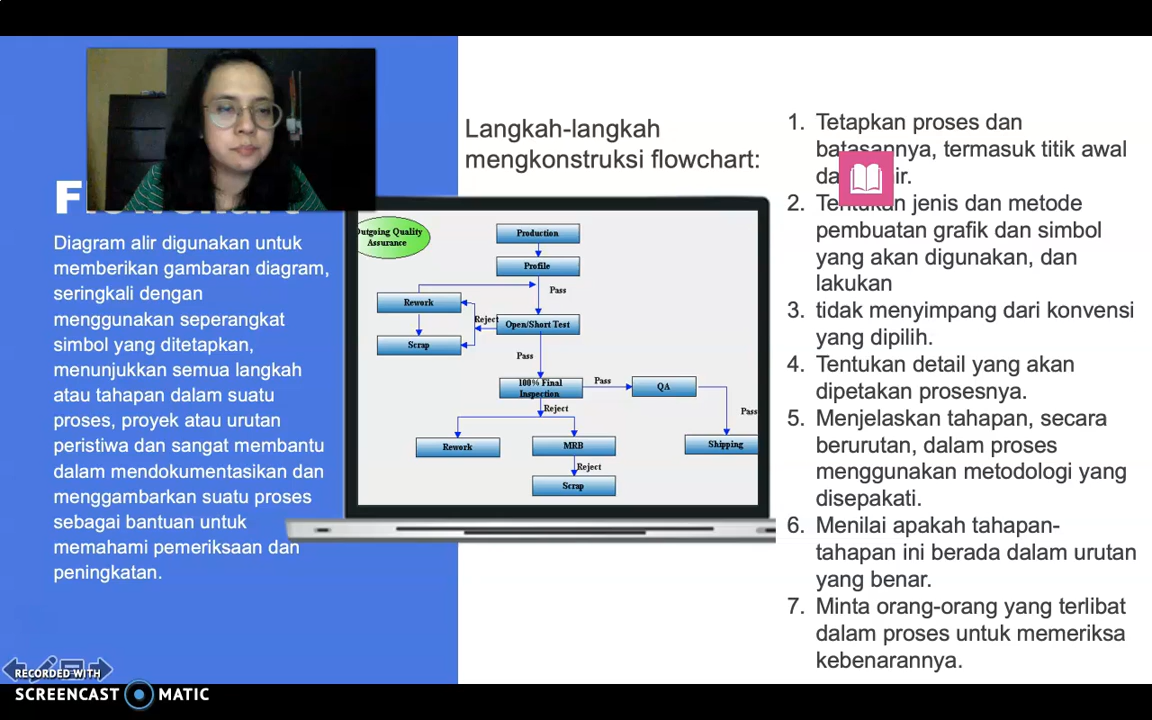 Diagram alir digunakan untuk
memberikan gambaran diagram,
seringkali dengan
menggunakan seperangkat
simbol yang ditetapkan,
menunjukkan semua langkah
atau tahapan dalam suatu
proses, proyek atau urutan
peristiwa dan sangat membantu
dalam mendokumentasikan dan
menggambarkan suatu proses
sebagai bantuan untuk
memahami pemeriksaan dan
peningkatan.
Langkah-langkah
mengkonstruksi flowchart:
Outgoing Quality
Assurance
Production
Profile
Pass
Rework
Reject
Open/Short Test
Scrap
Pass
100% Final
Inspection
Pass
QA
Reject
Pass
Rework
MRB
Shipping
Reject
Scrap
1. Tetapkan proses dan
batasannya, termasuk titik awal
2. Tentukan jenis dan metode
pembuatan grafik dan simbol
yang akan digunakan, dan
lakukan
3. tidak menyimpang dari konvensi
yang dipilih.
4. Tentukan detail yang akan
dipetakan prosesnya.
5. Menjelaskan tahapan, secara
berurutan, dalam proses
menggunakan metodologi yang
disepakati.
6. Menilai apakah tahapan-
tahapan ini berada dalam urutan
yang benar.
7. Minta orang-orang yang terlibat
dalam proses untuk memeriksa
kebenarannya.
RECORDED WITH
SCREENCAST MATIC